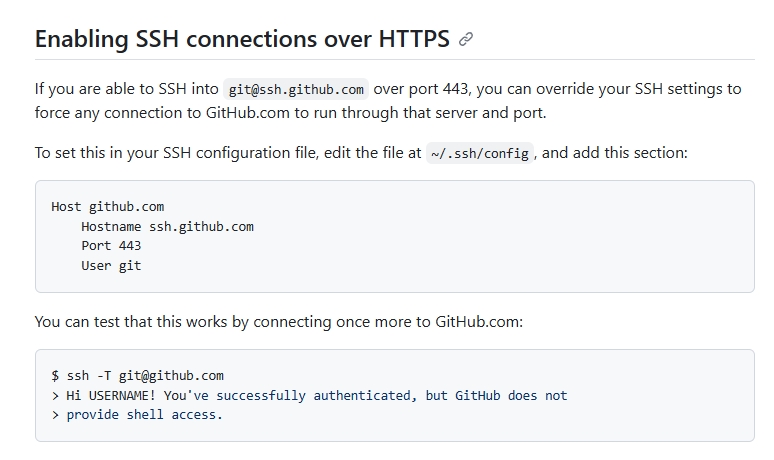 Enabling SSH connections over HTTPS
If you are able to SSH into git@ssh.github.com over port 443, you can override your SSH settings to
force any connection to GitHub.com to run through that server and port.
To set this in your SSH configuration file, edit the file at ~/.ssh/config, and add this section:
Host github.com
    Hostname ssh.github.com
    Port 443
    User git
You can test that this works by connecting once more to GitHub.com:
$ ssh -T git@github.com
> Hi USERNAME! You've successfully authenticated, but GitHub does not
> provide shell access.